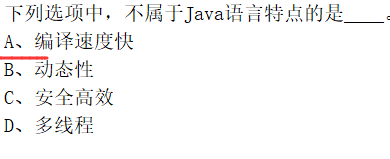 下列选项中，不属于Java语言特点的是____。
A、编译速度快
B、动态性
C、安全高效
D、多线程